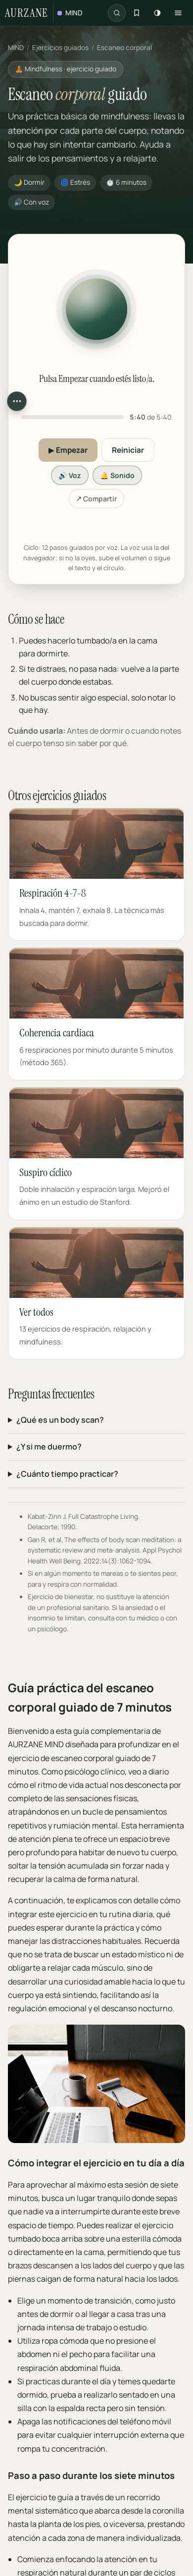 AURZANE MIND
MIND / Ejercicios guiados / Escaneo corporal
🧘 Mindfulness · ejercicio guiado
Escaneo corporal guiado
Una práctica básica de mindfulness: llevas la
atención por cada parte del cuerpo, notando
lo que hay sin intentar cambiarlo. Ayuda a
salir de los pensamientos y a relajarte.
🌙 Dormir
🌀 Estrés
⏱️ 6 minutos
🔊 Con voz
Pulsa Empezar cuando estés listo/a.
5:40 de 5:40
▶ Empezar
Reiniciar
🔊 Voz
🔔 Sonido
↗ Compartir
Ciclo: 12 pasos guiados por voz. La voz usa la del
navegador; si no la oyes, sube el volumen o sigue
el texto y el círculo.
Cómo se hace
1. Puedes hacerlo tumbado/a en la cama
para dormirte.
2. Si te distraes, no pasa nada: vuelve a la parte
del cuerpo donde estabas.
3. No buscas sentir algo especial, solo notar lo
que hay.
Cuándo usarla: Antes de dormir o cuando notes
el cuerpo tenso sin saber por qué.
Otros ejercicios guiados
Respiración 4-7-8
Inhala 4, mantén 7, exhala 8. La técnica más
buscada para dormir.
Coherencia cardiaca
6 respiraciones por minuto durante 5 minutos
(método 365).
Suspiro cíclico
Doble inhalación y espiración larga. Mejoró el
ánimo en un estudio de Stanford.
Ver todos
13 ejercicios de respiración, relajación y
mindfulness.
Preguntas frecuentes
▶ ¿Qué es un body scan?
▶ ¿Y si me duermo?
▶ ¿Cuánto tiempo practicar?
• Kabat-Zinn J. Full Catastrophe Living.
Delacorte; 1990.
• Gan R, et al. The effects of body scan meditation: a
systematic review and meta-analysis. Appl Psychol
Health Well Being. 2022;14(3):1062-1094.
• Si en algún momento te mareas o te sientes peor,
para y respira con normalidad.
• Ejercicio de bienestar, no sustituye la atención
de un profesional sanitario. Si la ansiedad o el
insomnio te limitan, consulta con tu médico o con
un psicólogo.
Guía práctica del escaneo
corporal guiado de 7 minutos
Bienvenido a esta guía complementaria de
AURZANE MIND diseñada para profundizar en el
ejercicio de escaneo corporal guiado de 7
minutos. Como psicólogo clínico, veo a diario
cómo el ritmo de vida actual nos desconecta por
completo de las sensaciones físicas,
atrapándonos en un bucle de pensamientos
repetitivos y rumiación mental. Esta herramienta
de atención plena te ofrece un espacio breve
pero profundo para habitar de nuevo tu cuerpo,
soltar la tensión acumulada sin forzar nada y
recuperar la calma de forma natural.
A continuación, te explicamos con detalle cómo
integrar este ejercicio en tu rutina diaria, qué
puedes esperar durante la práctica y cómo
manejar las distracciones habituales. Recuerda
que no se trata de buscar un estado místico ni de
obligarte a relajar cada músculo, sino de
desarrollar una curiosidad amable hacia lo que tu
cuerpo ya está sintiendo, facilitando así la
regulación emocional y el descanso nocturno.
Cómo integrar el ejercicio en tu día a día
Para aprovechar al máximo esta sesión de siete
minutos, busca un lugar tranquilo donde sepas
que nadie va a interrumpirte durante este breve
espacio de tiempo. Puedes realizar el ejercicio
tumbado boca arriba sobre una esterilla cómoda
o directamente en la cama, permitiendo que tus
brazos descansen a los lados del cuerpo y que las
piernas caigan de forma natural hacia los lados.
• Elige un momento de transición, como justo
antes de dormir o al llegar a casa tras una
jornada intensa de trabajo o estudio.
• Utiliza ropa cómoda que no presione el
abdomen ni el pecho para facilitar una
respiración abdominal fluida.
• Si practicas durante el día y temes quedarte
dormido, prueba a realizarlo sentado en una
silla con la espalda recta pero sin tensión.
• Apaga las notificaciones del teléfono móvil
para evitar cualquier interrupción externa que
rompa tu concentración.
Paso a paso durante los siete minutos
El ejercicio te guía a través de un recorrido
mental sistemático que abarca desde la coronilla
hasta la planta de los pies, o viceversa, prestando
atención a cada zona de manera individualizada.
• Comienza enfocando la atención en tu
respiración natural durante un par de ciclos